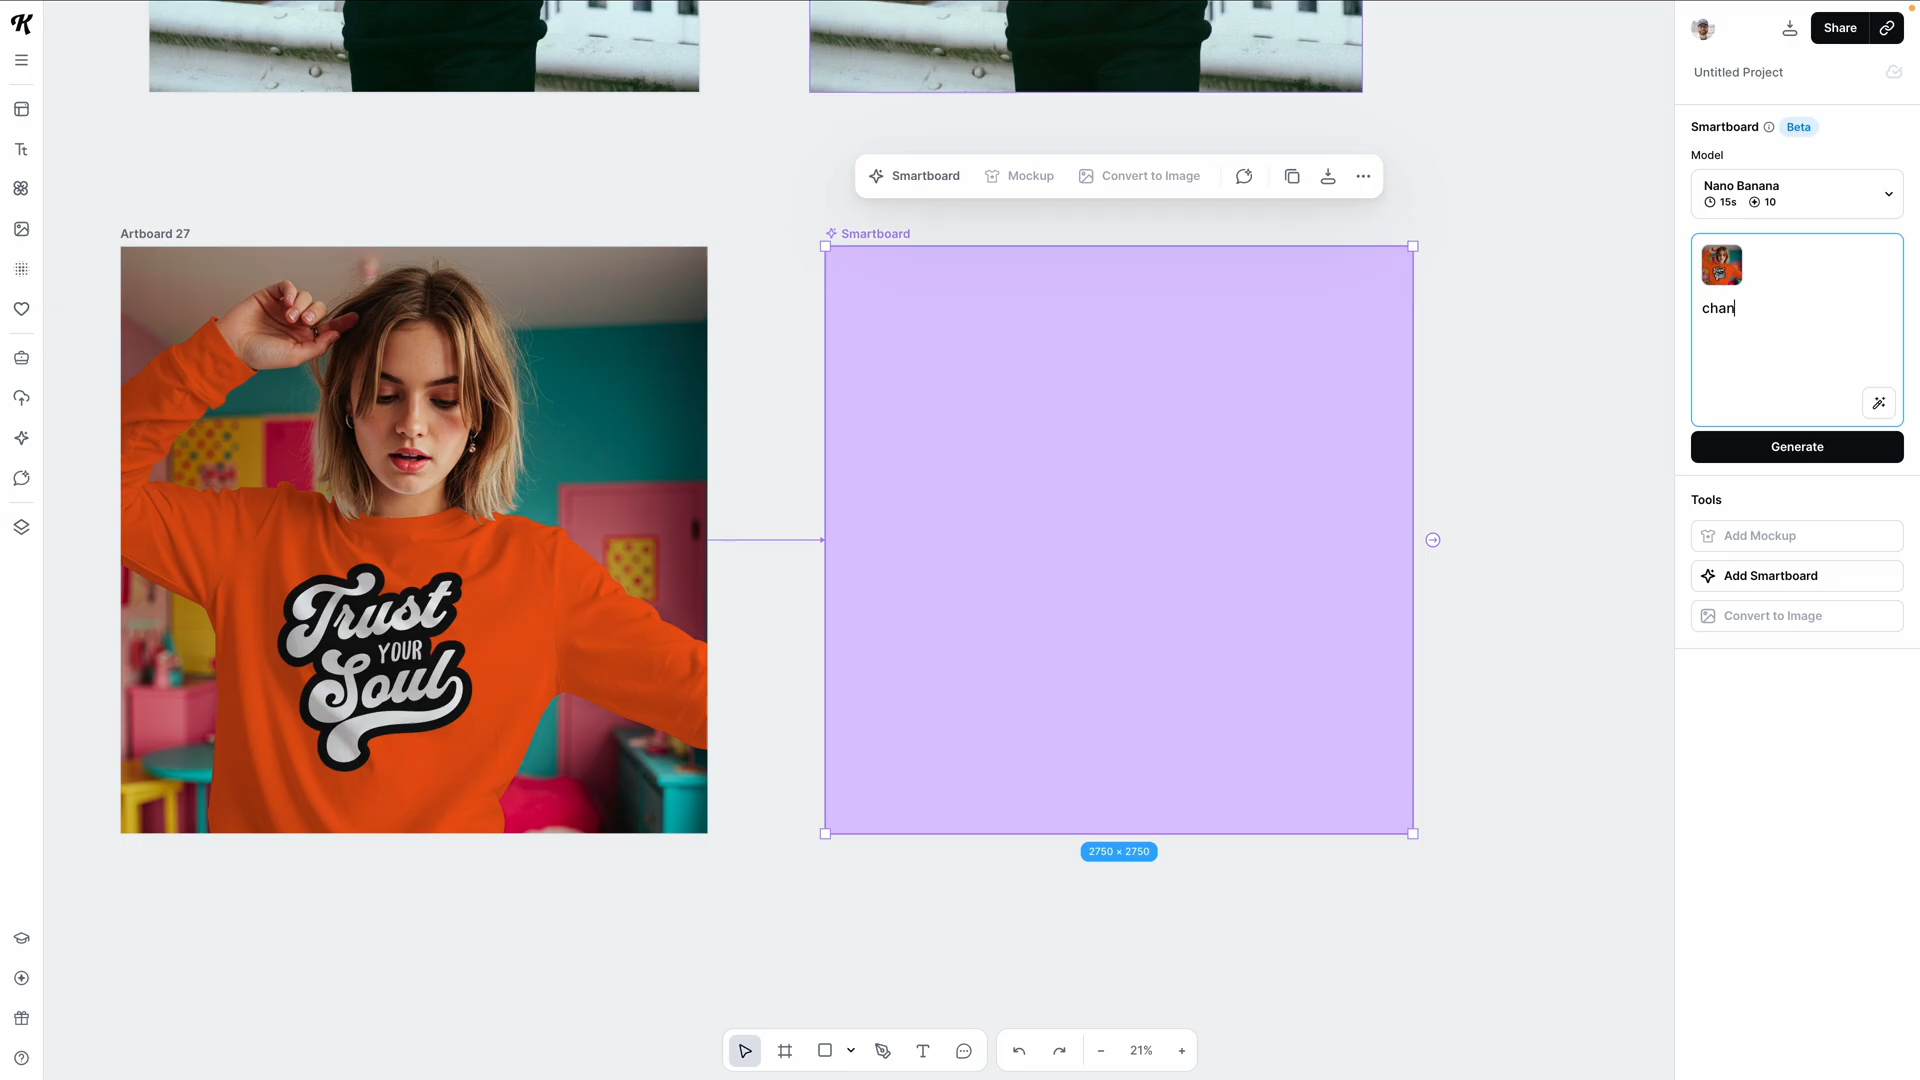 K
Share
Untitled Project
Smartboard Beta
Model
Nano Banana
15s 10
chan
Generate
Tools
Add Mockup
Add Smartboard
Convert to Image
Tt
Smartboard Mockup Convert to Image
Artboard 27
Smartboard
Trust
YOUR
Soul
2750 × 2750
21%